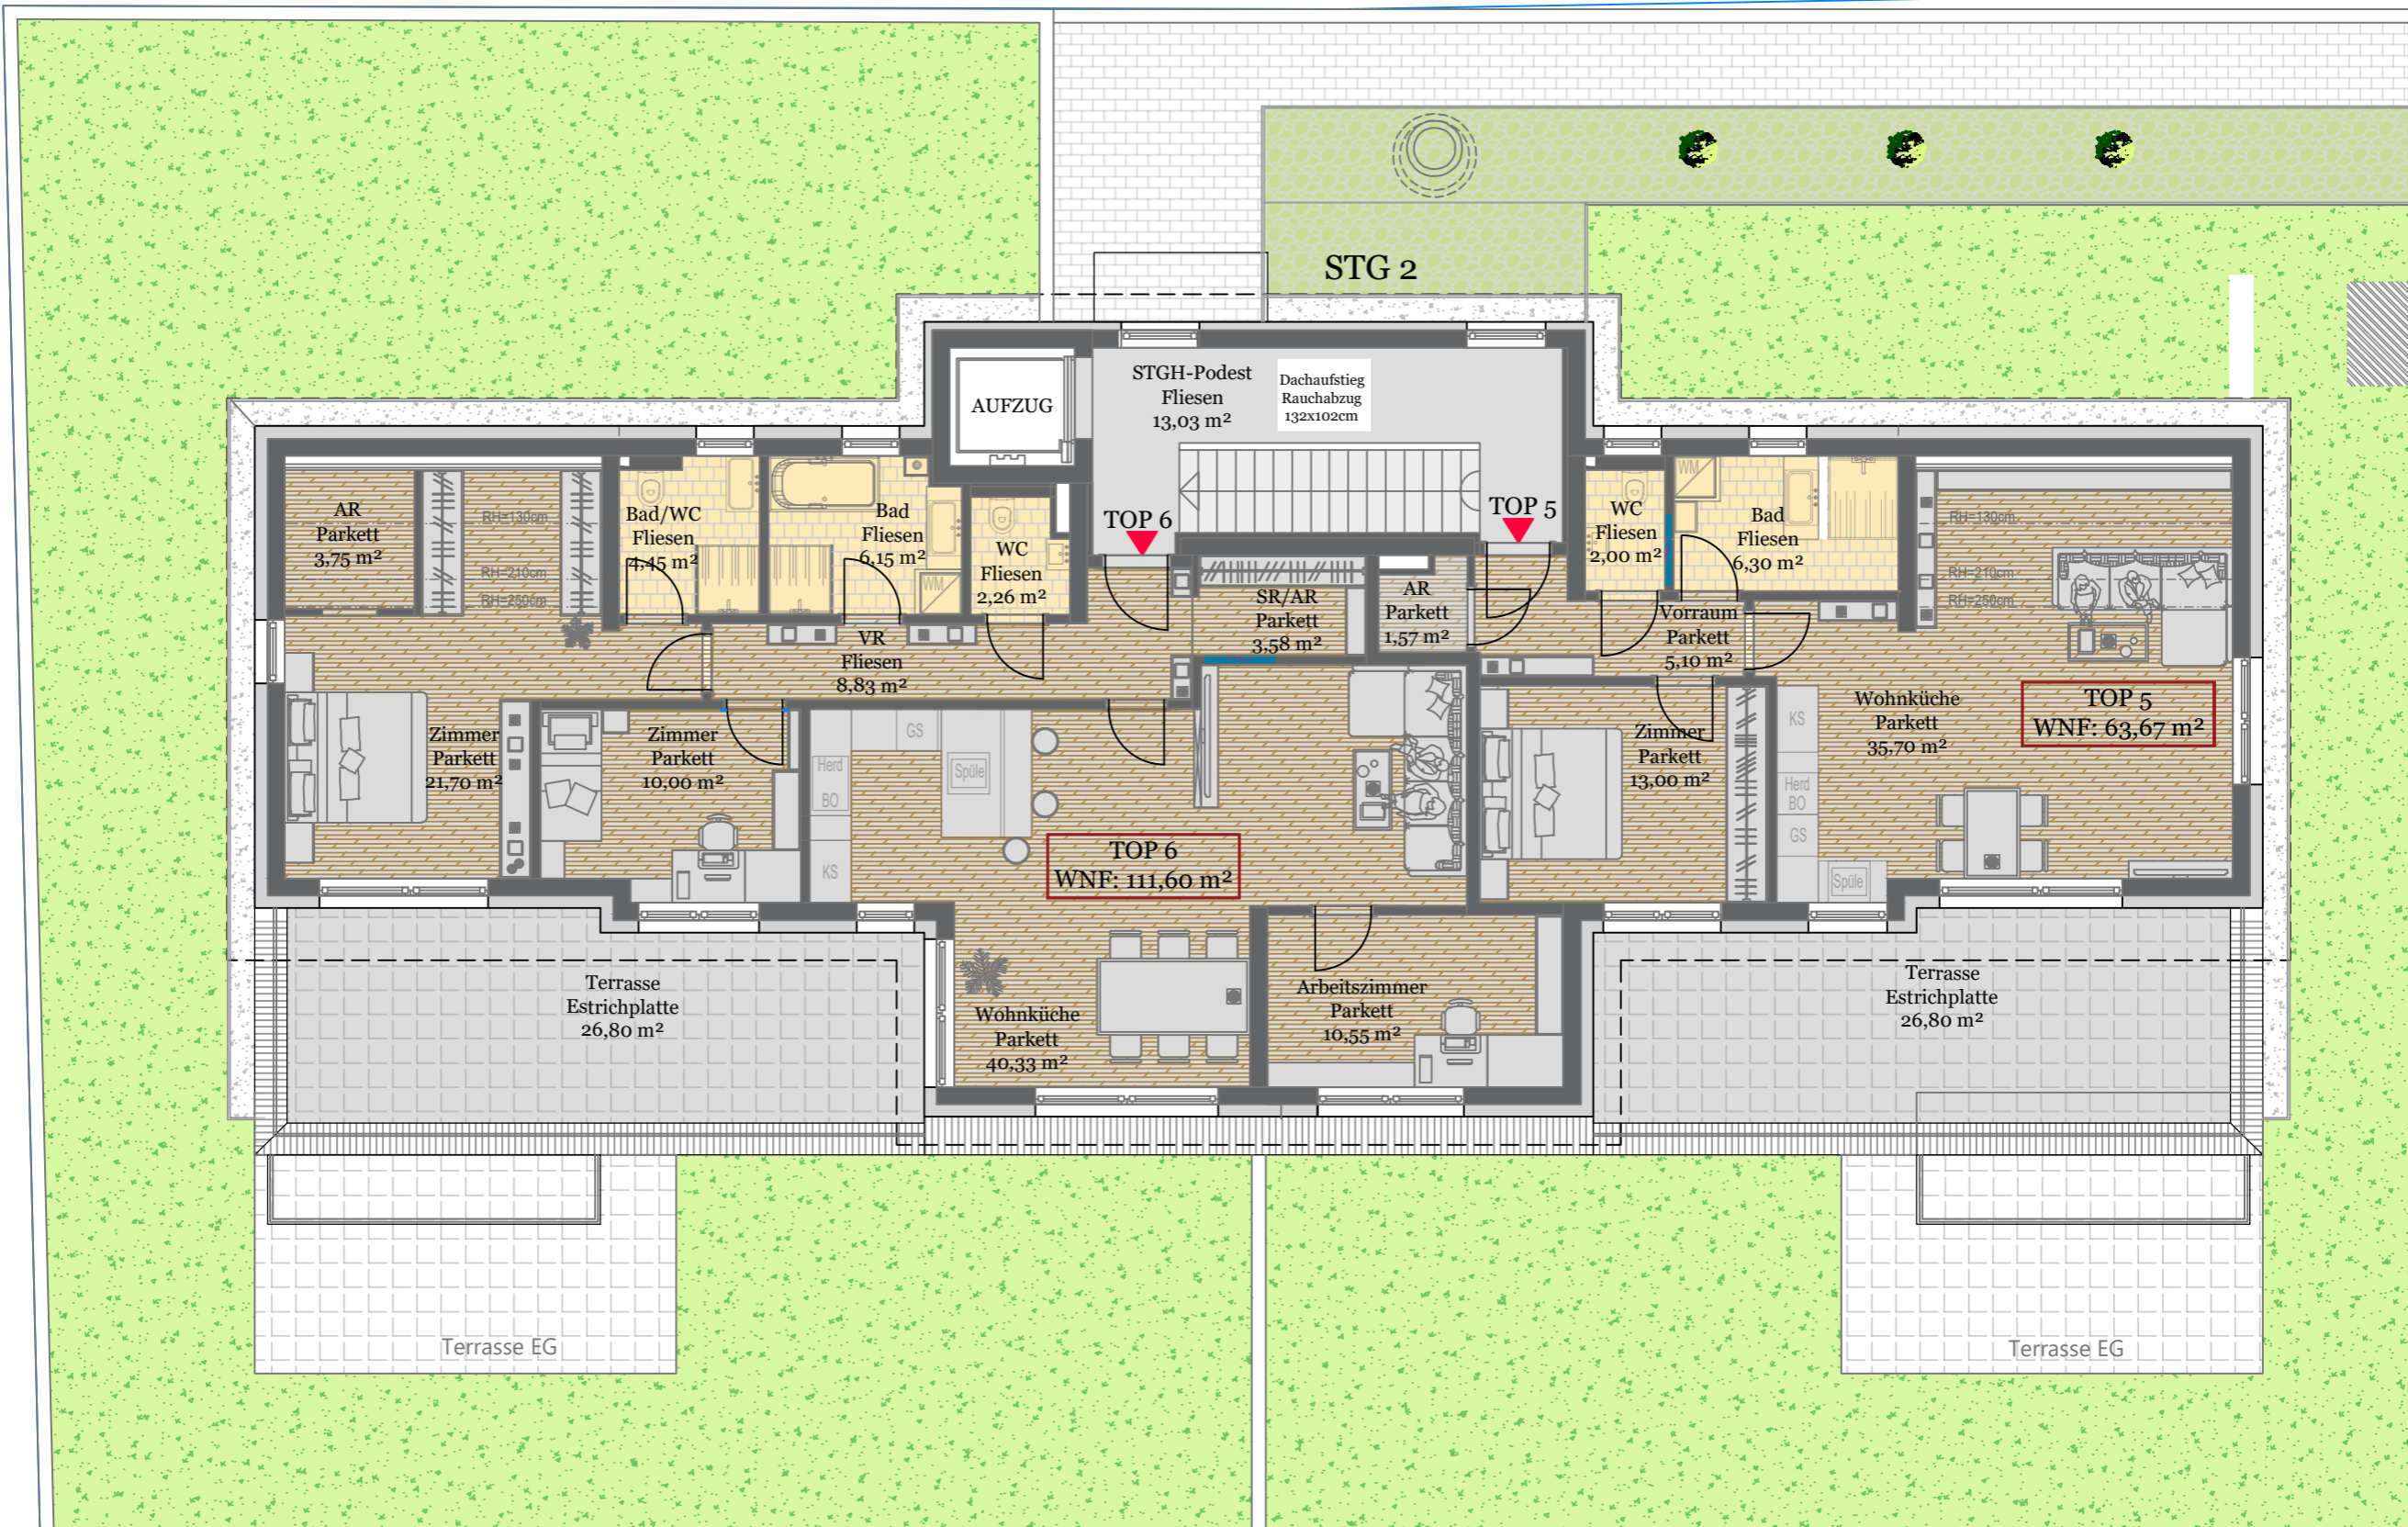 STG 2
STGH-Podest
Fliesen
13,03 m²
Dachaufstieg
Rauchabzug
132x102cm
AUFZUG
TOP 6
TOP 5
AR
Parkett
3,75 m²
RH=130cm
RH=210cm
RH=250cm
Bad/WC
Fliesen
4,45 m²
Bad
Fliesen
6,15 m²
WM
WC
Fliesen
2,26 m²
VR
Fliesen
8,83 m²
SR/AR
Parkett
3,58 m²
AR
Parkett
1,57 m²
WC
Fliesen
2,00 m²
WM
Bad
Fliesen
6,30 m²
Vorraum
Parkett
5,10 m²
RH=130cm
RH=210cm
RH=250cm
Zimmer
Parkett
21,70 m²
Zimmer
Parkett
10,00 m²
GS
Herd
BO
KS
Spüle
TOP 6
WNF: 111,60 m²
Zimmer
Parkett
13,00 m²
KS
Herd
BO
GS
Spüle
Wohnküche
Parkett
35,70 m²
TOP 5
WNF: 63,67 m²
Terrasse
Estrichplatte
26,80 m²
Wohnküche
Parkett
40,33 m²
Arbeitszimmer
Parkett
10,55 m²
Terrasse
Estrichplatte
26,80 m²
Terrasse EG
Terrasse EG